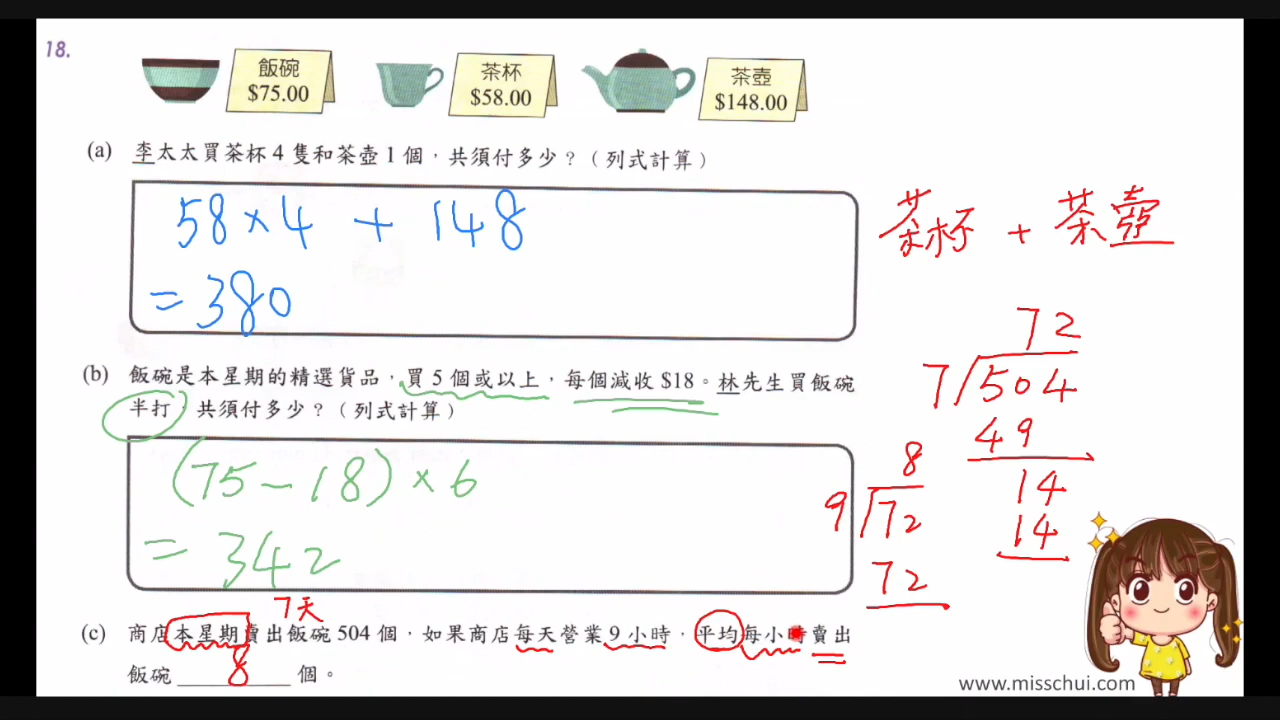 18.
飯碗
$75.00
茶杯
$58.00
茶壺
$148.00
(a) 李太太買茶杯 4 隻和茶壺 1 個，共須付多少？（列式計算）
58 × 4 + 148
= 380
茶杯 + 茶壺
72
7 504
49
14
14
(b) 飯碗是本星期的精選貨品，買 5 個或以上，每個減收 $18。林先生買飯碗
半打，共須付多少？（列式計算）
(75 - 18) × 6
= 342
8
9 72
72
7天
(c) 商店本星期賣出飯碗 504 個，如果商店每天營業 9 小時，平均每小時賣出
飯碗 8 個。
www.misschui.com